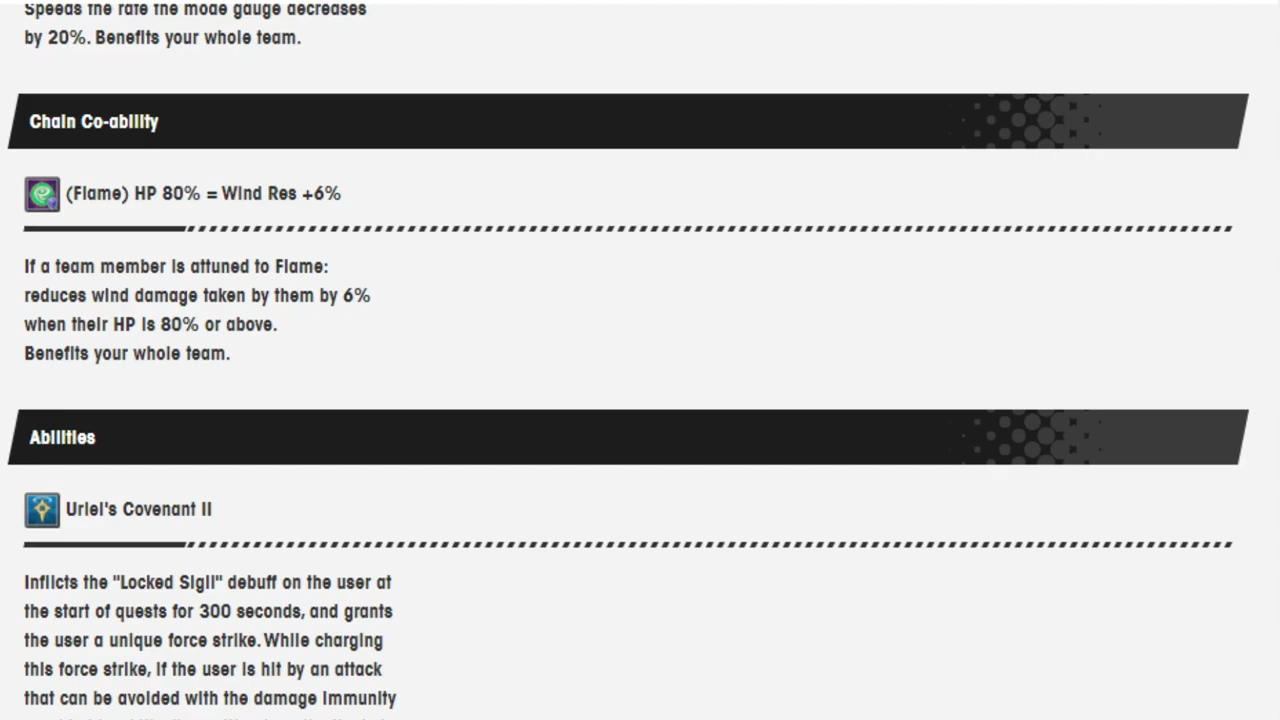 Speeds the rate the mode gauge decreases
by 20%. Benefits your whole team.
Chain Co-ability
(Flame) HP 80% = Wind Res +6%
If a team member is attuned to Flame:
reduces wind damage taken by them by 6%
when their HP is 80% or above.
Benefits your whole team.
Abilities
Uriel's Covenant II
Inflicts the "Locked Sigil" debuff on the user at
the start of quests for 300 seconds, and grants
the user a unique force strike. While charging
this force strike, if the user is hit by an attack
that can be avoided with the damage immunity